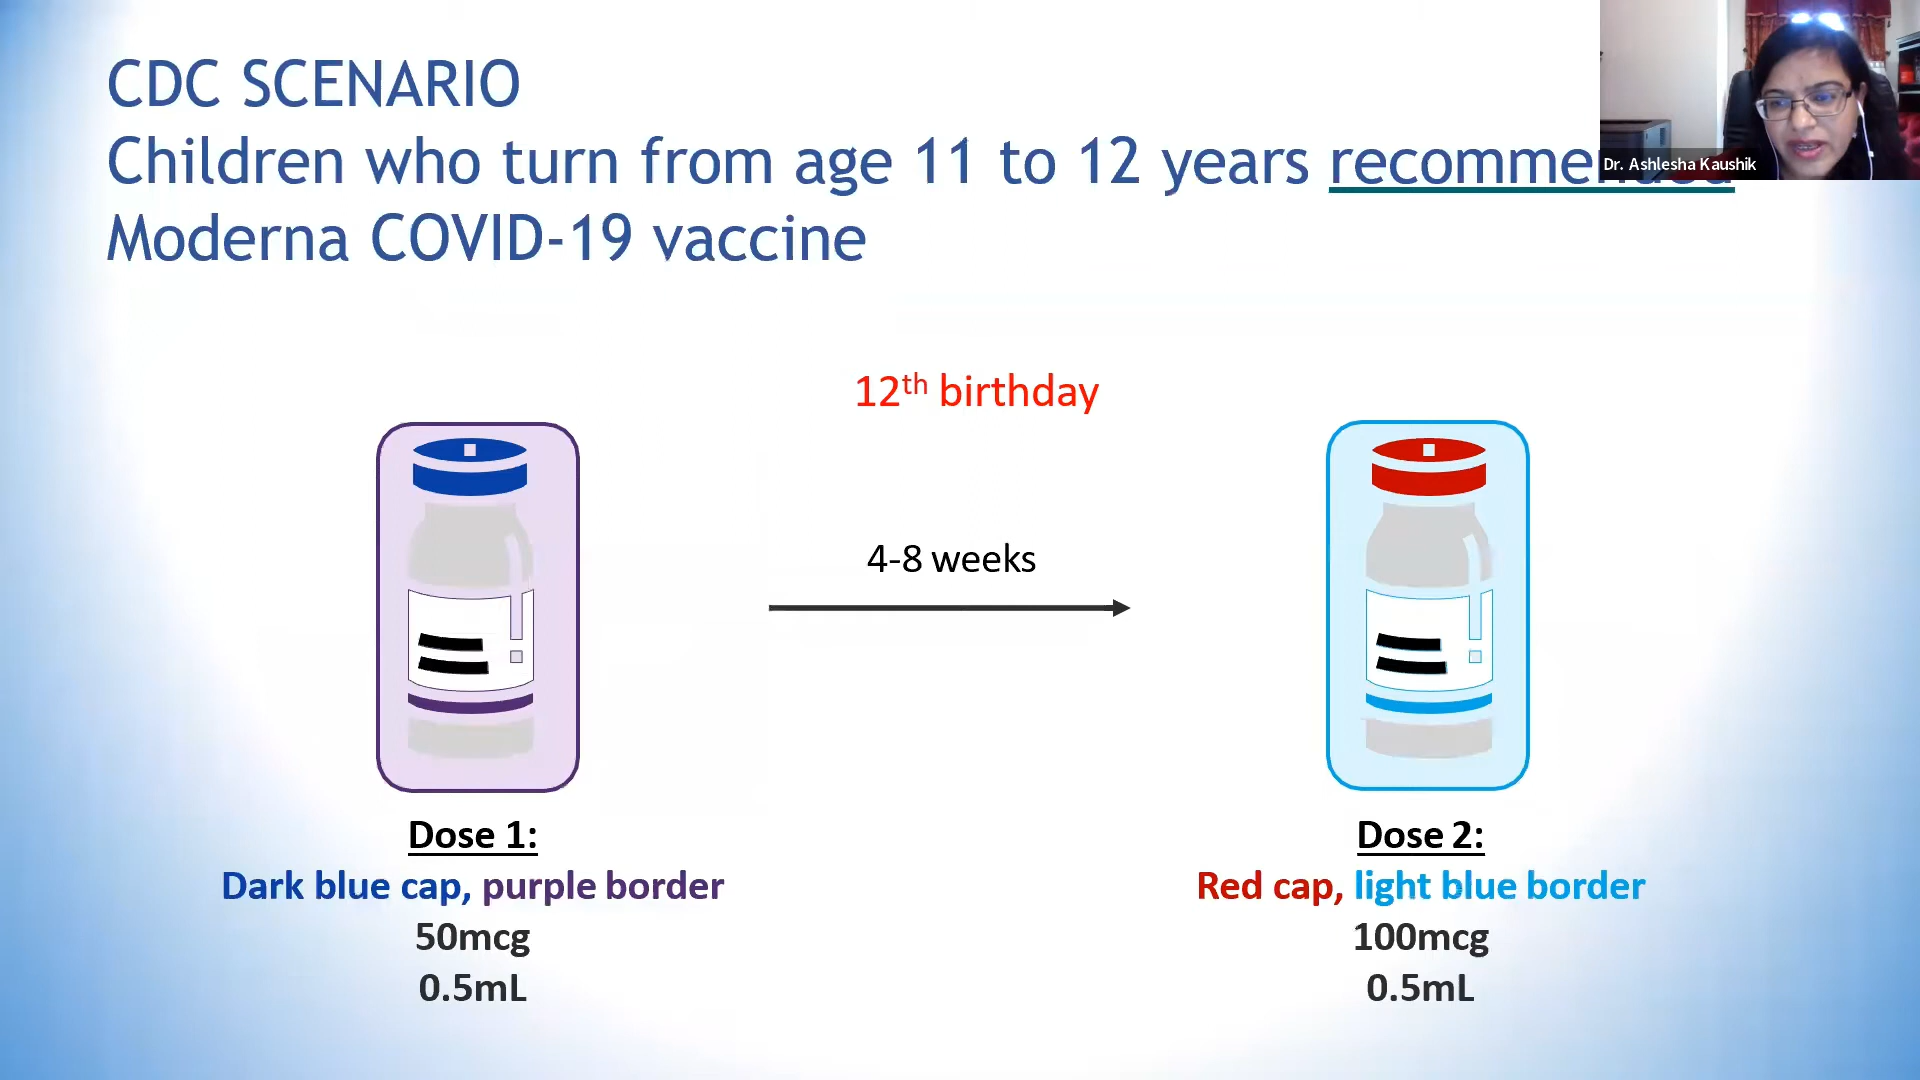 CDC SCENARIO
Children who turn from age 11 to 12 years
Moderna COVID-19 vaccine
Dr. Ashlesha Kaushik
12th birthday
4-8 weeks
Dose 1:
Dark blue cap, purple border
50mcg
0.5mL
Dose 2:
Red cap, light blue border
100mcg
0.5mL